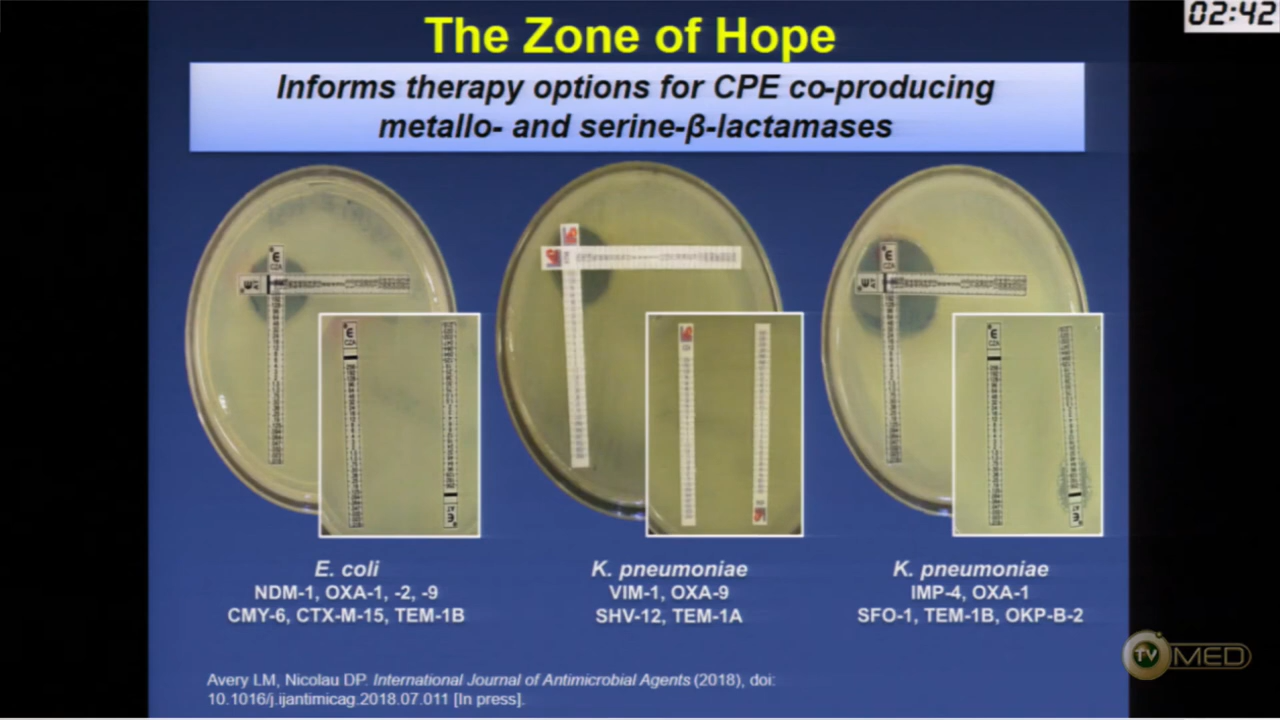 02:42
The Zone of Hope
Informs therapy options for CPE co-producing
metallo- and serine-β-lactamases
E. coli
NDM-1, OXA-1, -2, -9
CMY-6, CTX-M-15, TEM-1B
K. pneumoniae
VIM-1, OXA-9
SHV-12, TEM-1A
K. pneumoniae
IMP-4, OXA-1
SFO-1, TEM-1B, OKP-B-2
TV MED
Avery LM, Nicolau DP. International Journal of Antimicrobial Agents (2018), doi:
10.1016/j.ijantimicag.2018.07.011 [In press].